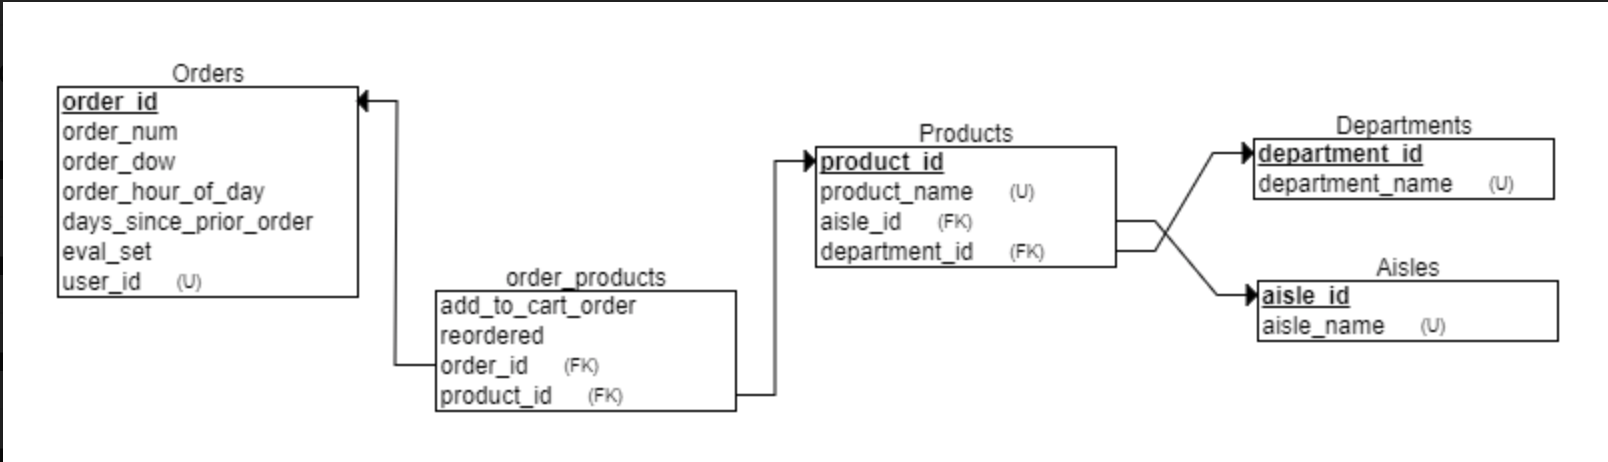 Orders
order_id
order_num
order_dow
order_hour_of_day
days_since_prior_order
eval_set
user_id (U)
order_products
add_to_cart_order
reordered
order_id (FK)
product_id (FK)
Products
product_id
product_name (U)
aisle_id (FK)
department_id (FK)
Departments
department_id
department_name (U)
Aisles
aisle_id
aisle_name (U)